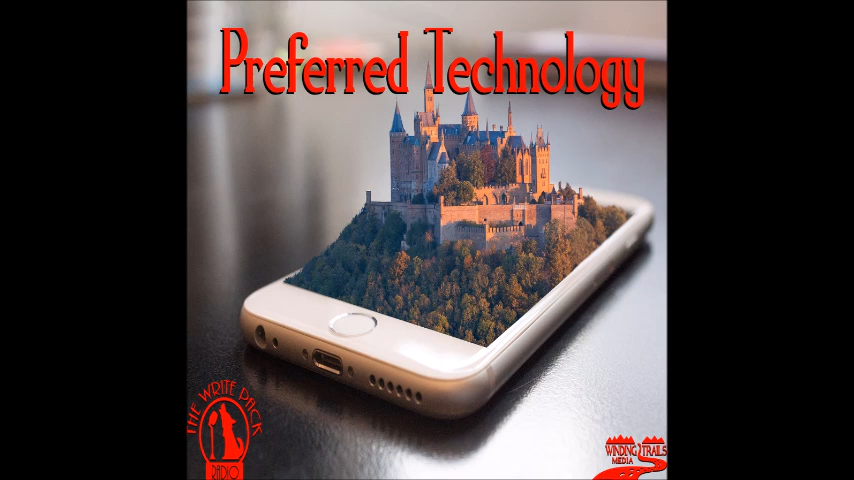 Preferred Technology
THE WRITE PACK
RADIO
WINDING TRAILS
MEDIA